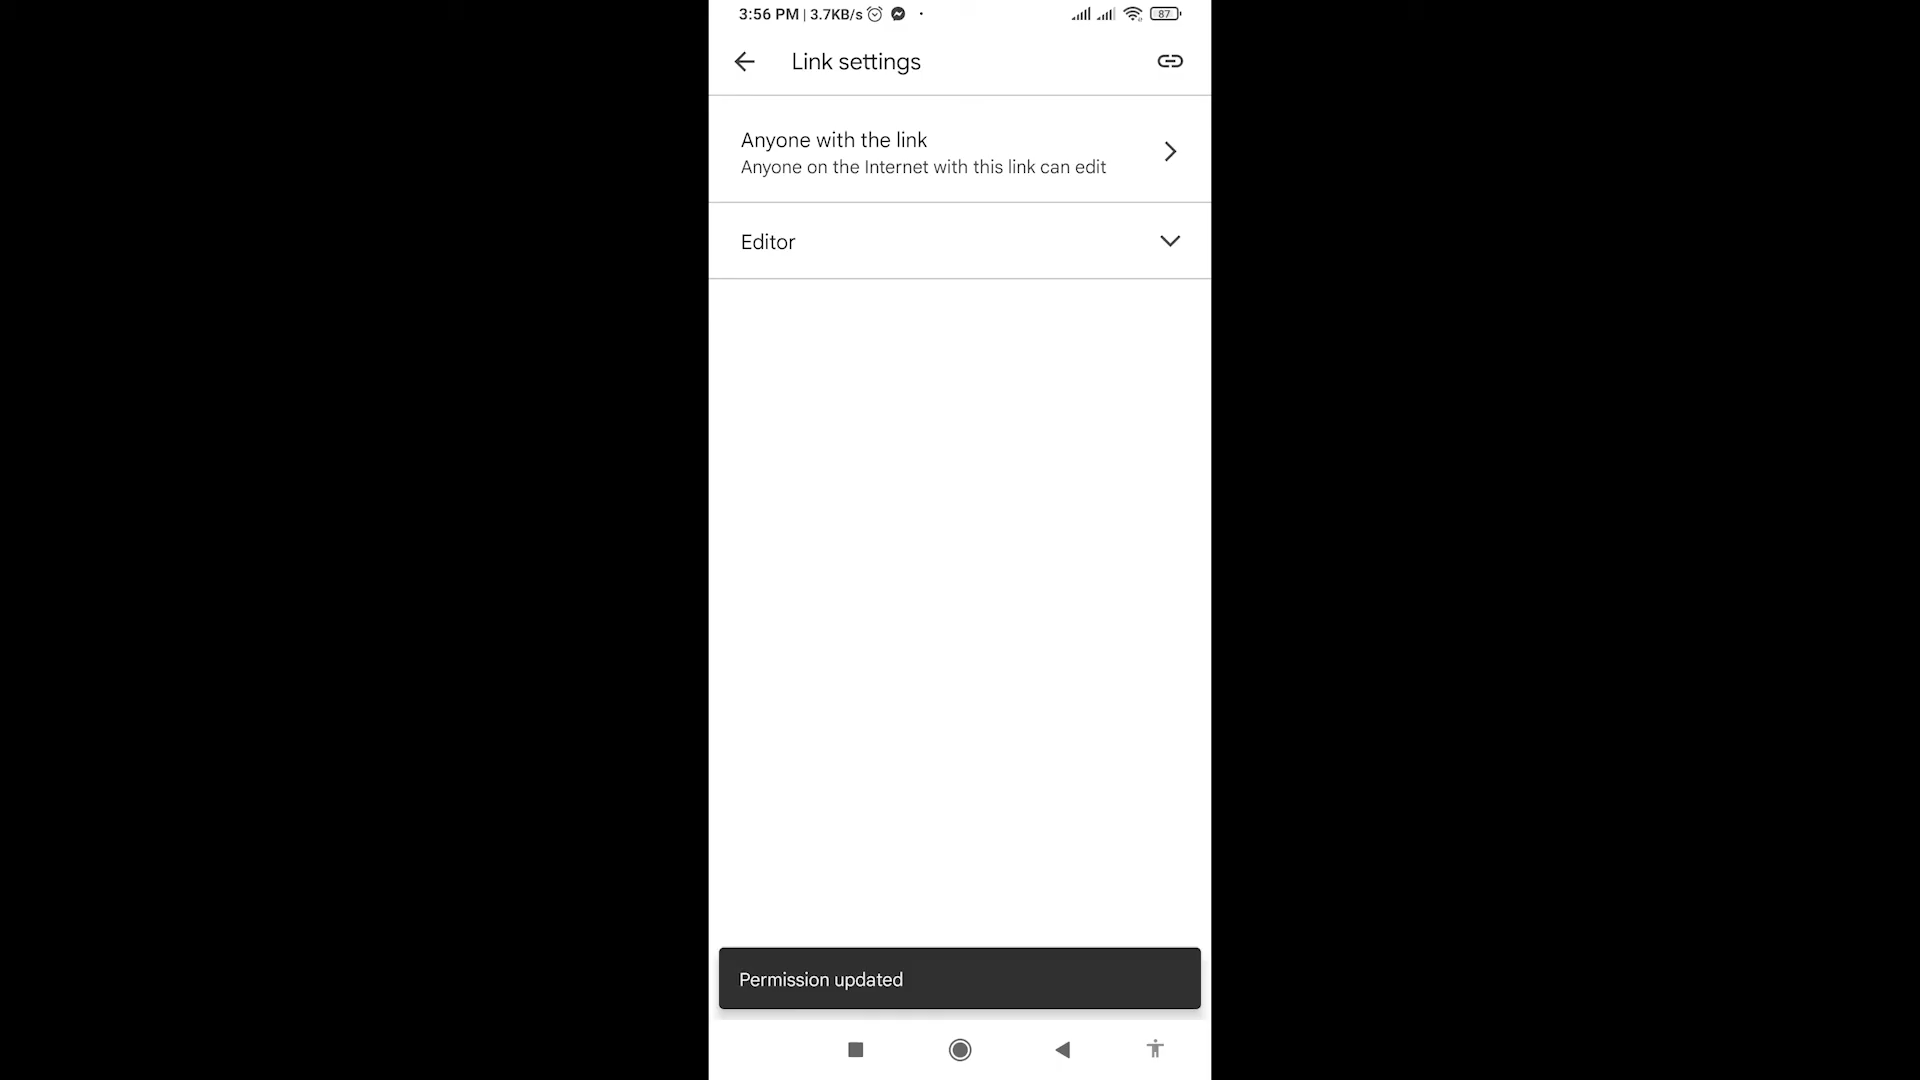 3:56 PM | 3.7KB/s
87
Link settings
Anyone with the link
Anyone on the Internet with this link can edit
Editor
Permission updated